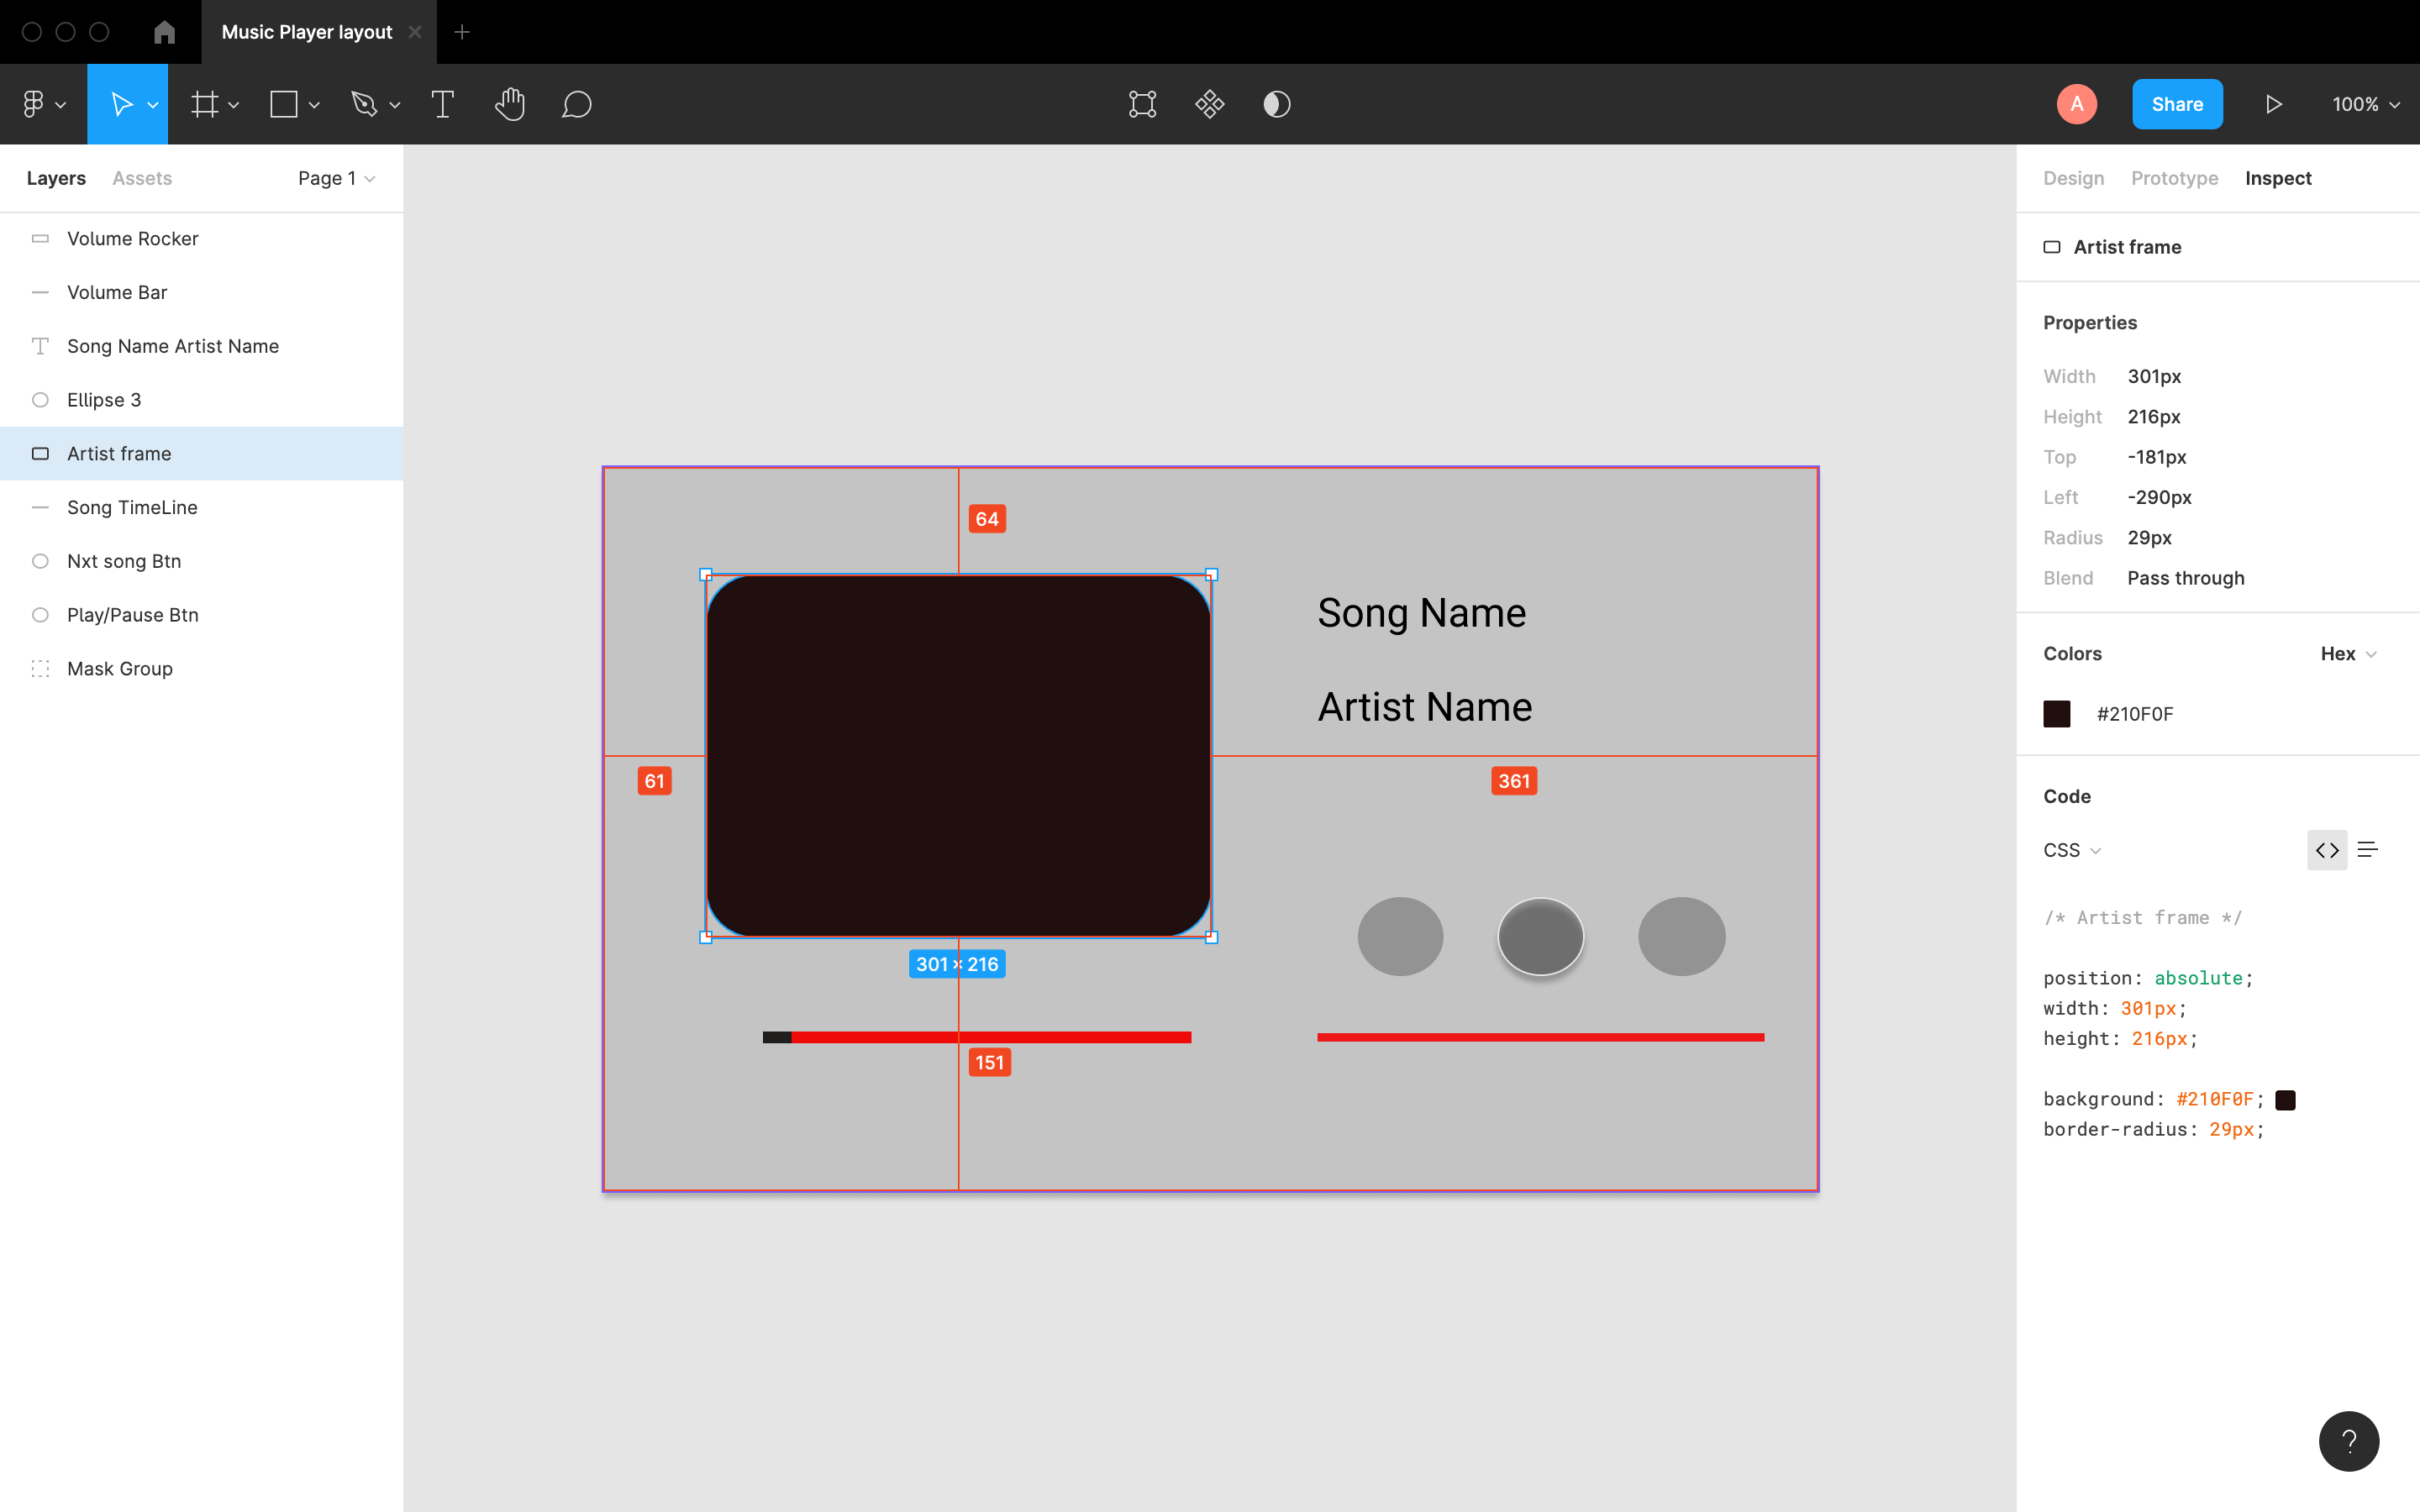 Music Player layout
A
Share
100%
Layers
Assets
Page 1
Volume Rocker
Volume Bar
Song Name Artist Name
Ellipse 3
Artist frame
Song TimeLine
Nxt song Btn
Play/Pause Btn
Mask Group
64
Song Name
Artist Name
61
361
301 × 216
151
Design
Prototype
Inspect
Artist frame
Properties
Width 301px
Height 216px
Top -181px
Left -290px
Radius 29px
Blend Pass through
Colors
Hex
#210F0F
Code
CSS
/* Artist frame */
position: absolute;
width: 301px;
height: 216px;
background: #210F0F;
border-radius: 29px;
?